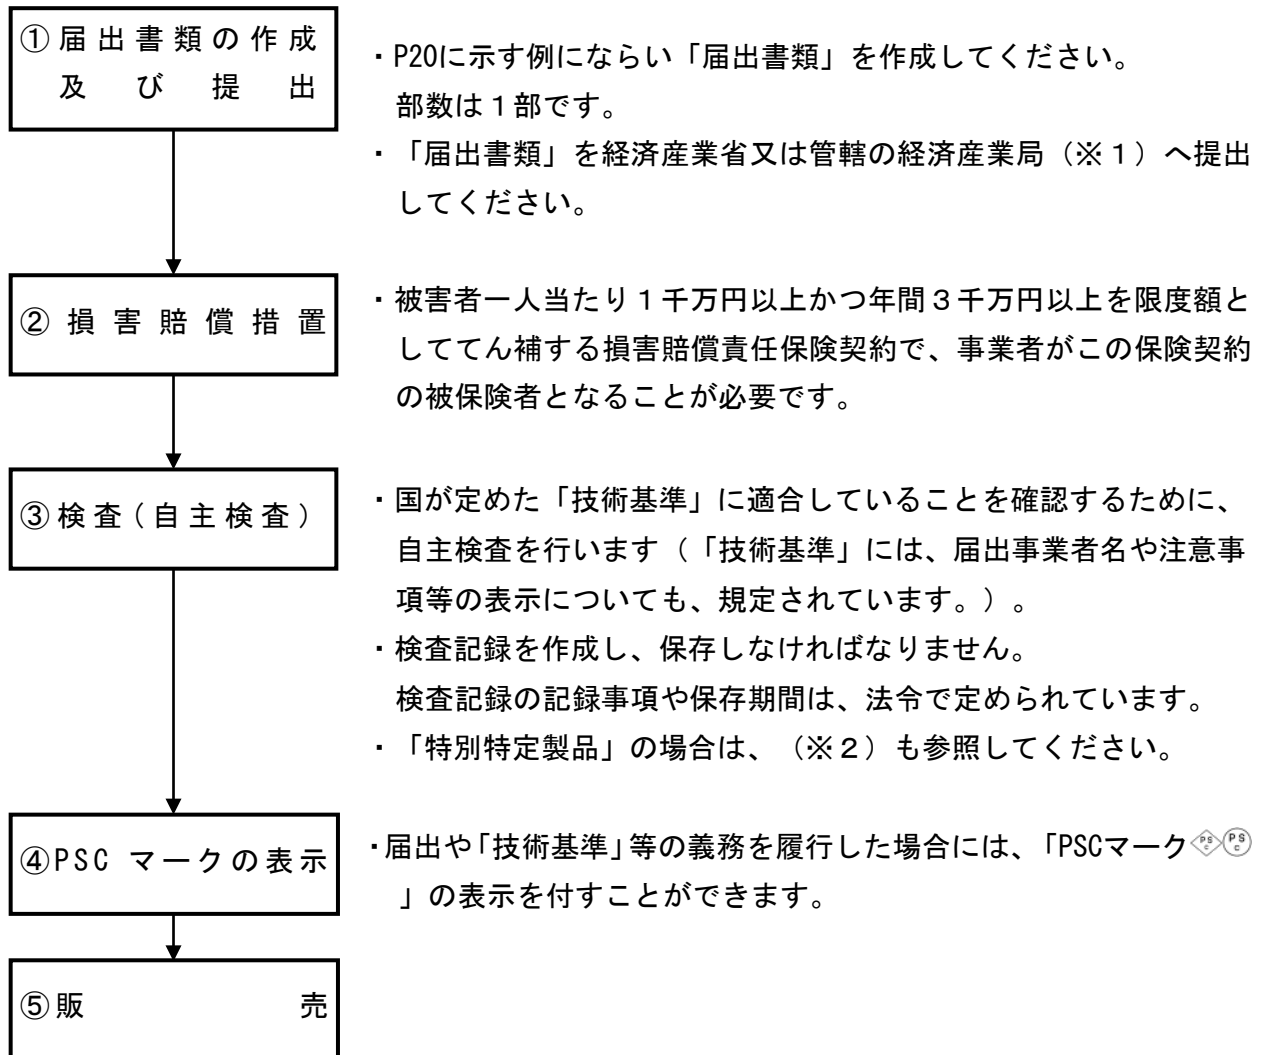 ①届出書類の作成
及び提出
・P20に示す例にならい「届出書類」を作成してください。
部数は１部です。
・「届出書類」を経済産業省又は管轄の経済産業局（※１）へ提出
してください。
②損害賠償措置
・被害者一人当たり１千万円以上かつ年間３千万円以上を限度額と
しててん補する損害賠償責任保険契約で、事業者がこの保険契約
の被保険者となることが必要です。
③検査(自主検査)
・国が定めた「技術基準」に適合していることを確認するために、
自主検査を行います（「技術基準」には、届出事業者名や注意事
項等の表示についても、規定されています。）。
・検査記録を作成し、保存しなければなりません。
検査記録の記録事項や保存期間は、法令で定められています。
・「特別特定製品」の場合は、（※２）も参照してください。
④PSC マークの表示
・届出や「技術基準」等の義務を履行した場合には、「PSCマーク PS C PS C
」の表示を付すことができます。
⑤販売